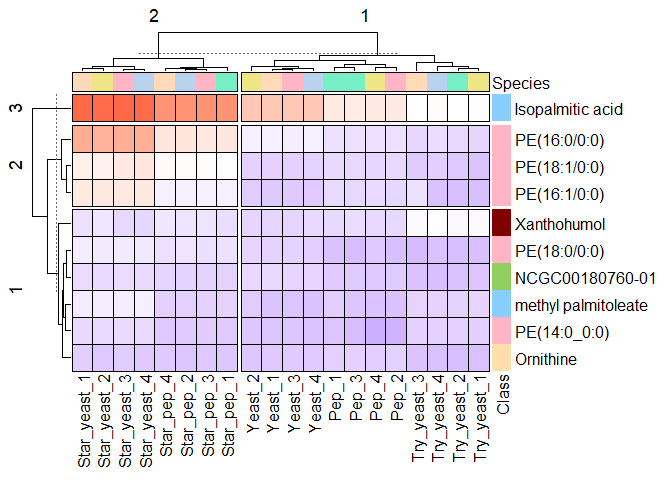 2
1
Species
3
Isopalmitic acid
2
PE(16:0/0:0)
PE(18:1/0:0)
PE(16:1/0:0)
1
Xanthohumol
PE(18:0/0:0)
NCGC00180760-01
methyl palmitoleate
PE(14:0_0:0)
Ornithine
Star_yeast_1
Star_yeast_2
Star_yeast_3
Star_yeast_4
Star_pep_4
Star_pep_2
Star_pep_3
Star_pep_1
Yeast_2
Yeast_1
Yeast_3
Yeast_4
Pep_1
Pep_3
Pep_4
Pep_2
Try_yeast_3
Try_yeast_4
Try_yeast_2
Try_yeast_1
Class